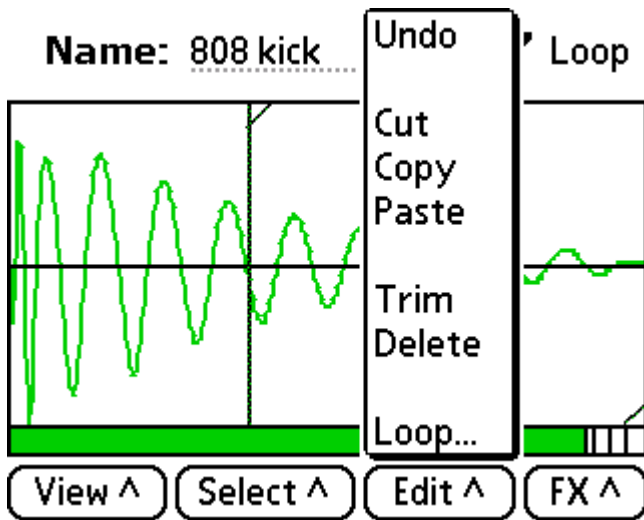 Name: 808 kick
Loop
Undo
Cut
Copy
Paste
Trim
Delete
Loop...
View ^
Select ^
Edit ^
FX ^